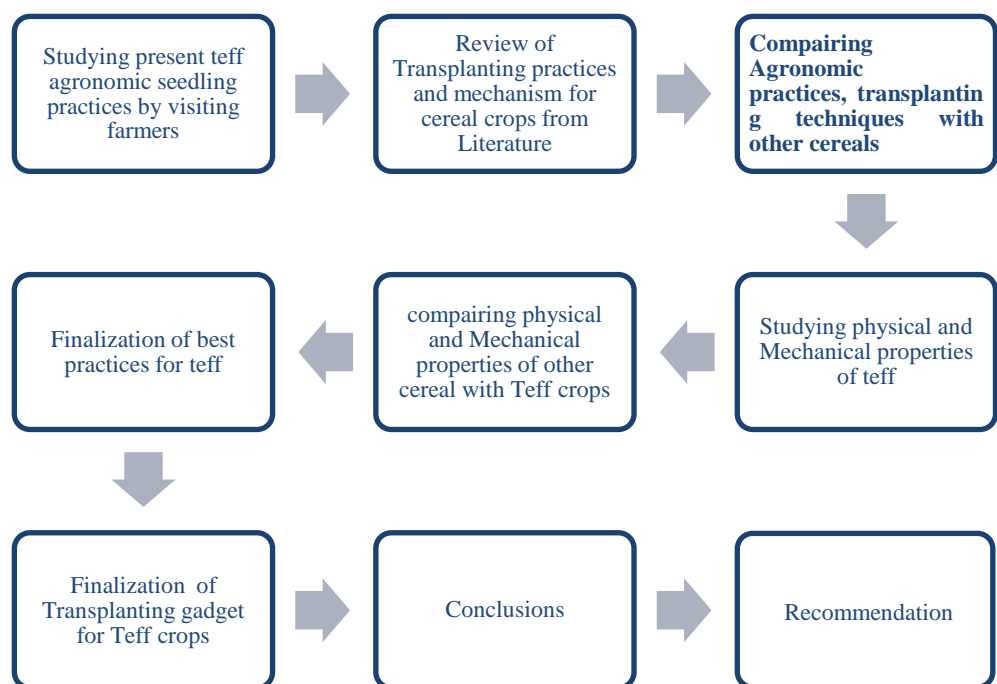 Studying present teff
agronomic seedling
practices by visiting
farmers
Review of
Transplanting practices
and mechanism for
cereal crops from
Literature
Compairing
Agronomic
practices, transplantin
g techniques with
other cereals
Studying physical and
Mechanical properties
of teff
compairing physical
and Mechanical
properties of other
cereal with Teff crops
Finalization of best
practices for teff
Finalization of
Transplanting gadget
for Teff crops
Conclusions
Recommendation